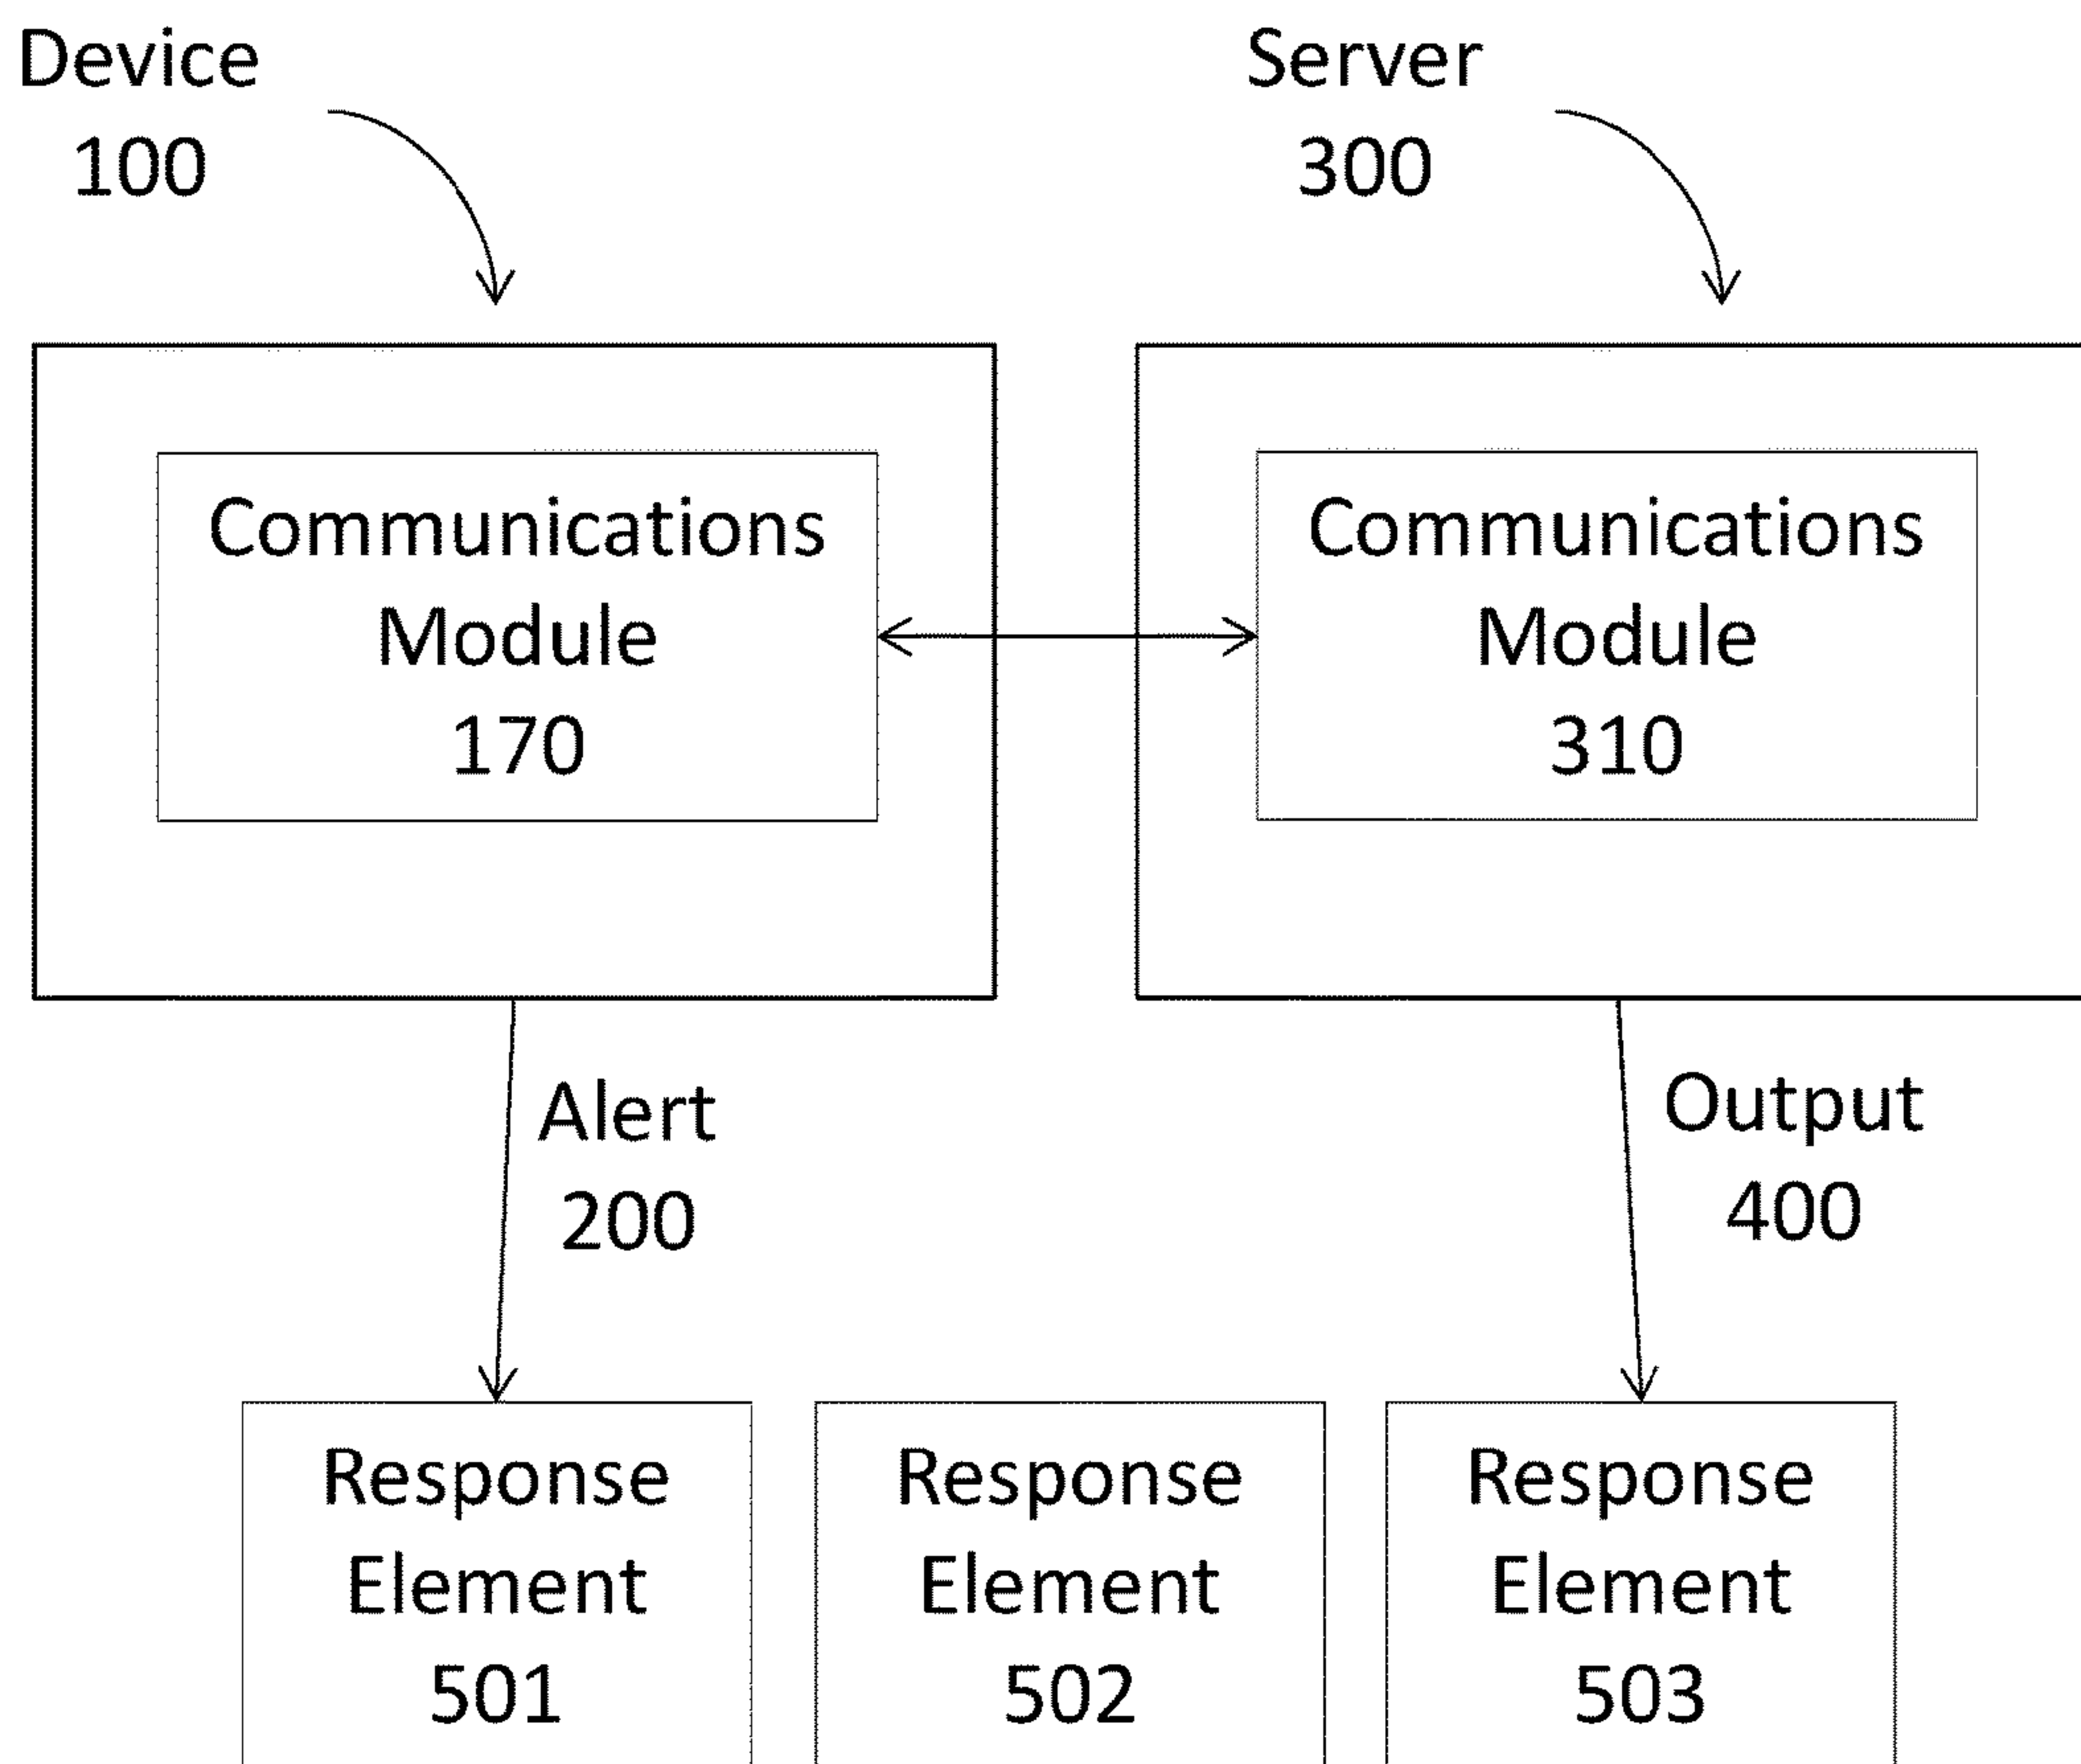 Device
100
Server
300
Communications
Module
170
Communications
Module
310
Alert
200
Output
400
Response
Element
501
Response
Element
502
Response
Element
503